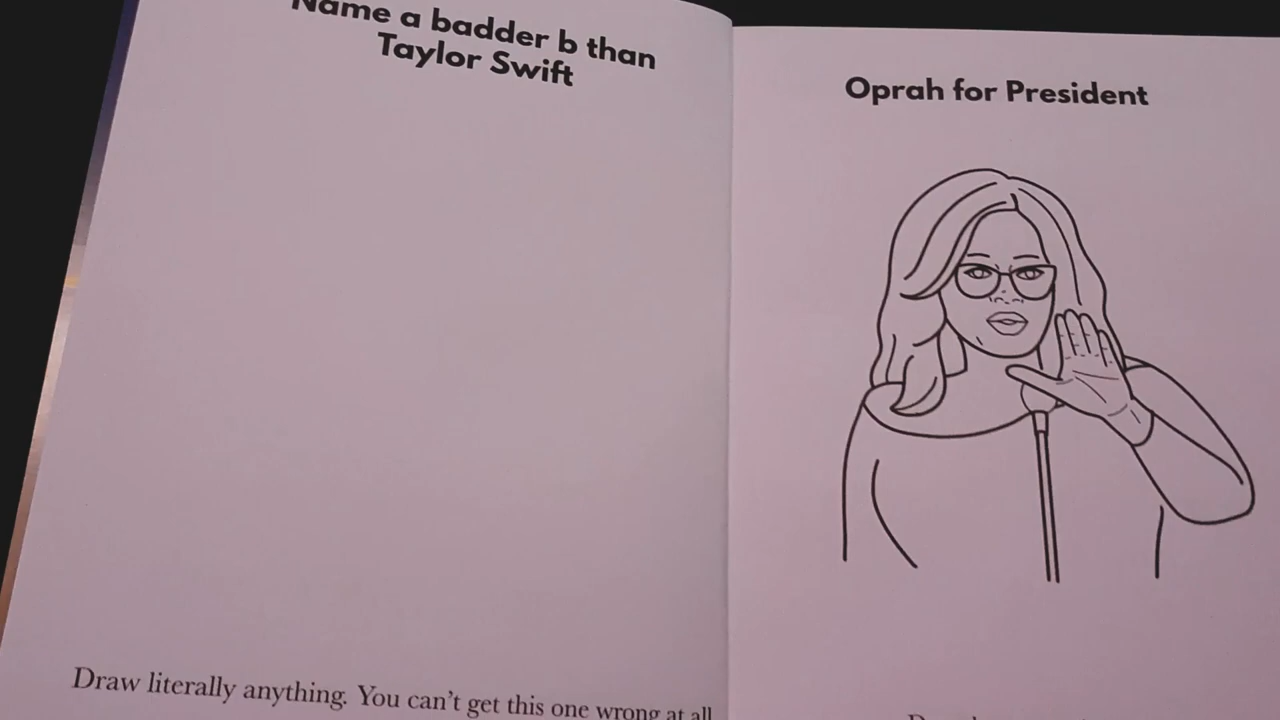 Name a badder b than
Taylor Swift
Draw literally anything. You can't get this one wrong at all
Oprah for President